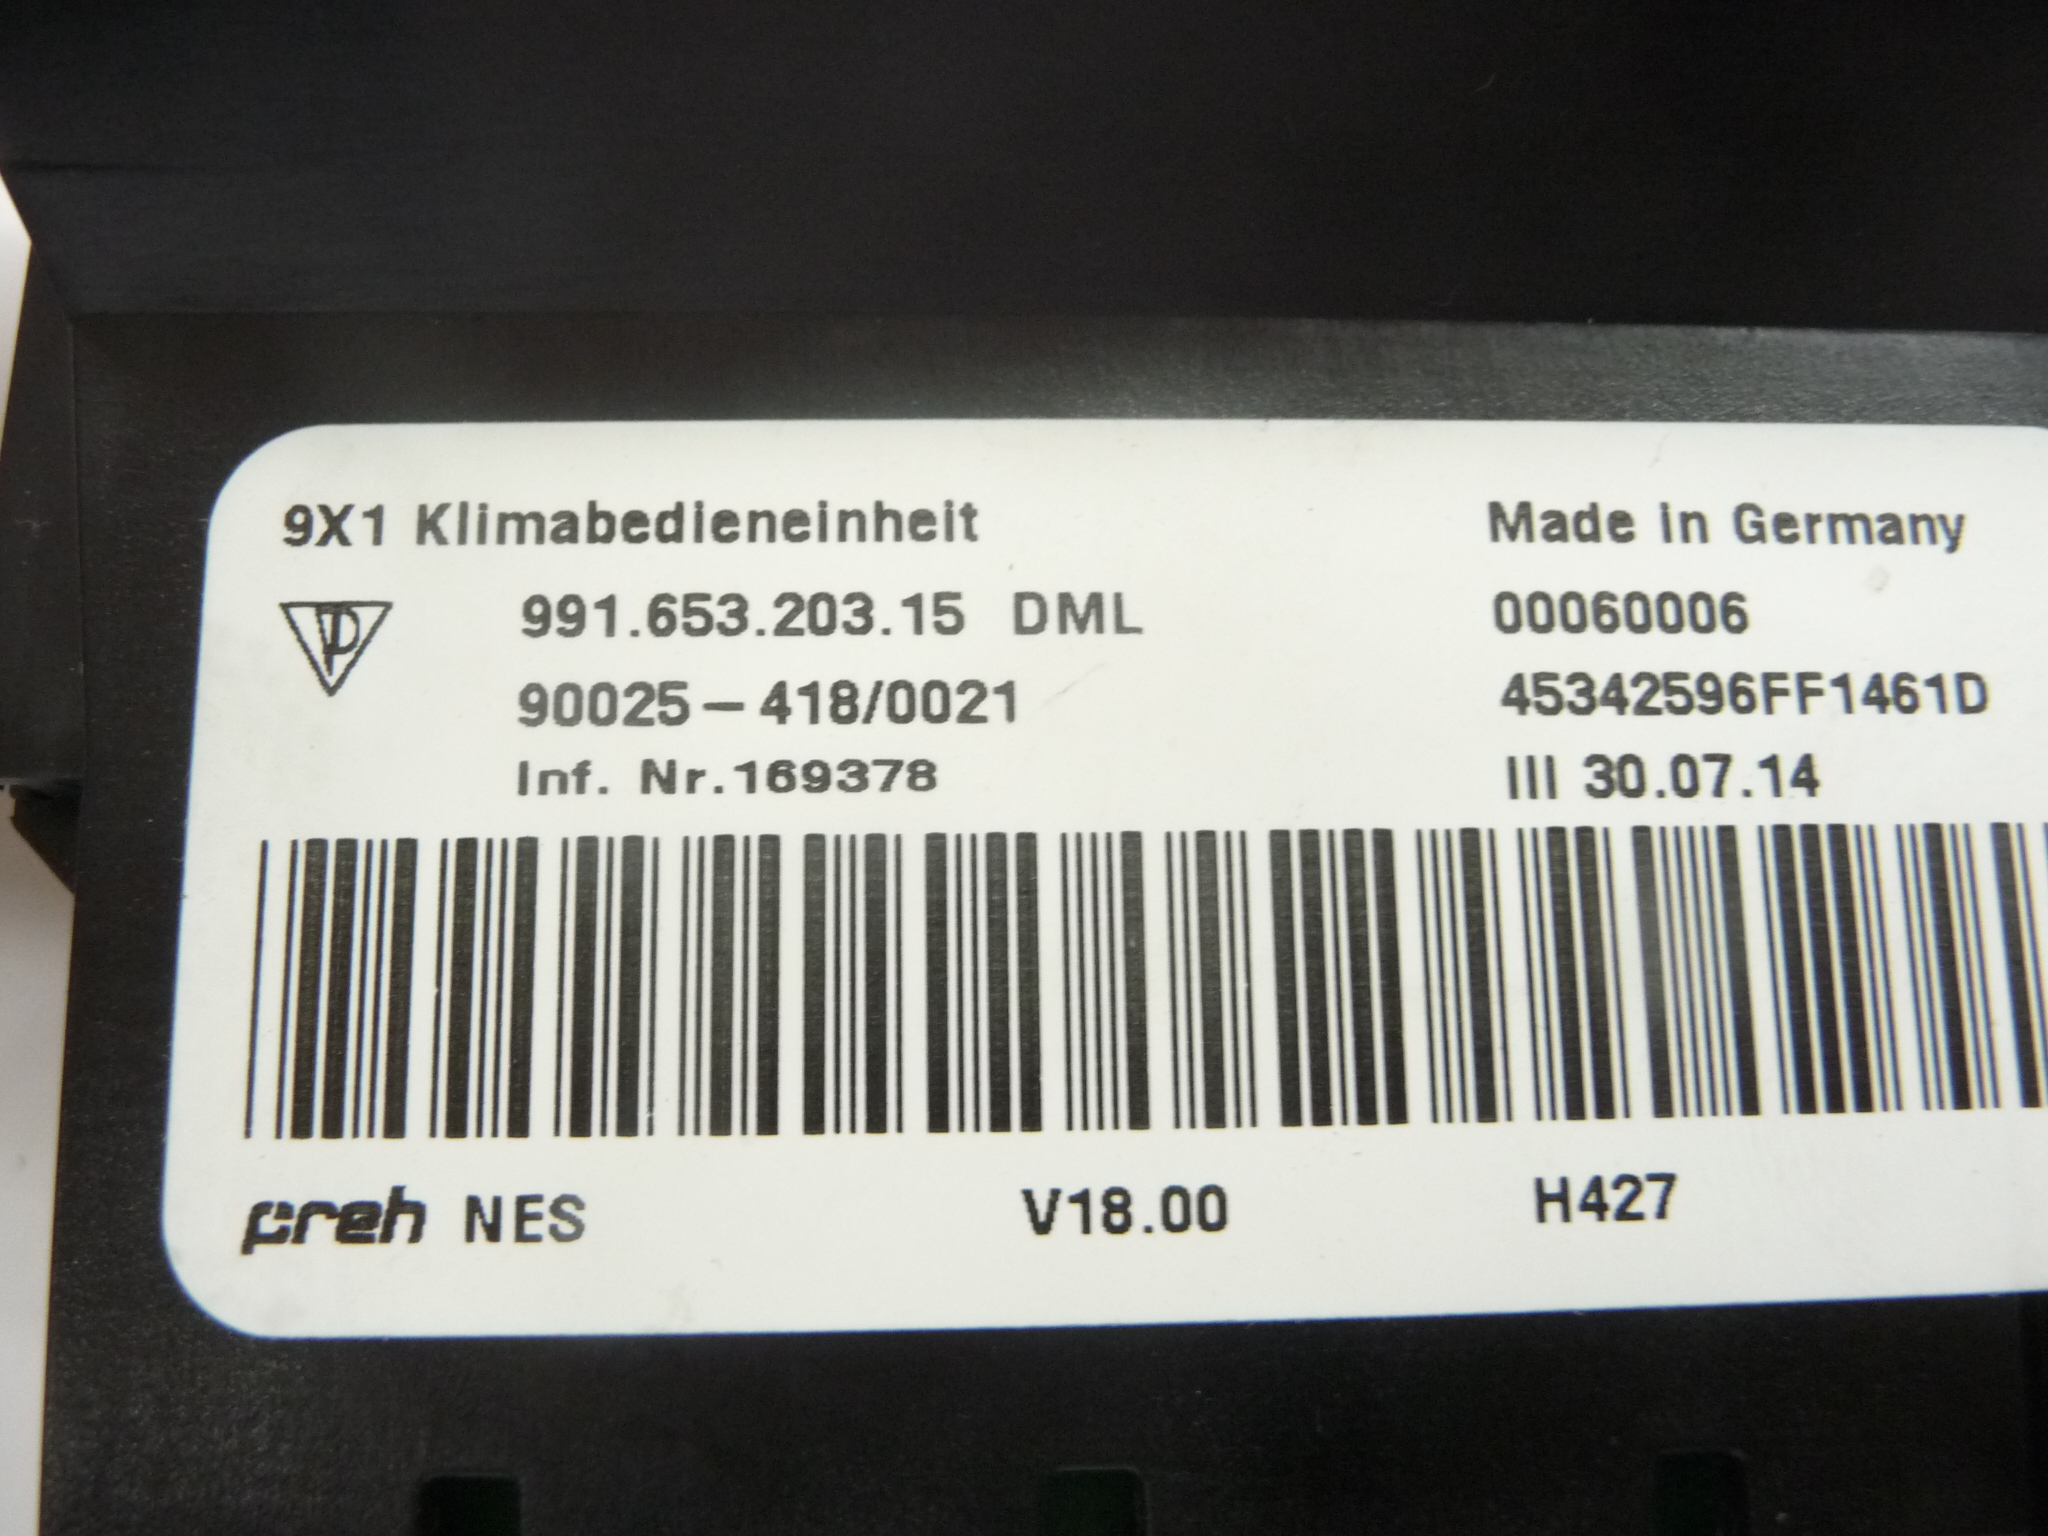 9X1 Klimabedieneinheit
Made in Germany
991.653.203.15 DML
00060006
90025-418/0021
45342596FF1461D
Inf. Nr.169378
III 30.07.14
preh NES
V18.00
H427